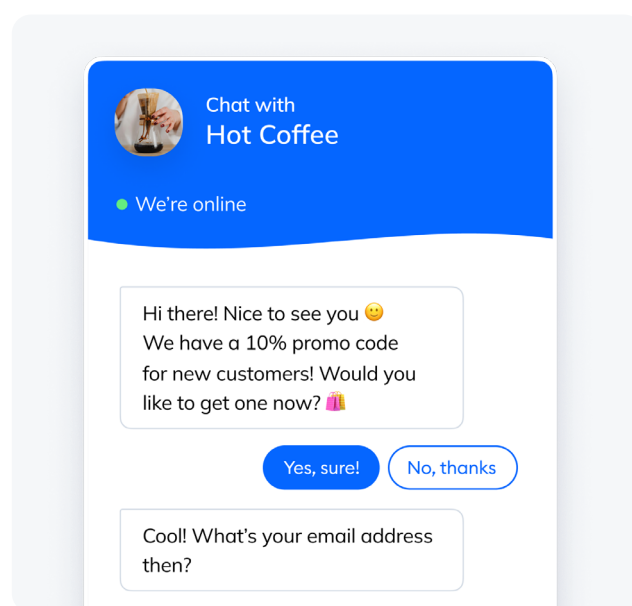 Chat with
Hot Coffee
We’re online
Hi there! Nice to see you 🙂
We have a 10% promo code
for new customers! Would you
like to get one now? 🛍️
Yes, sure!
No, thanks
Cool! What’s your email address
then?